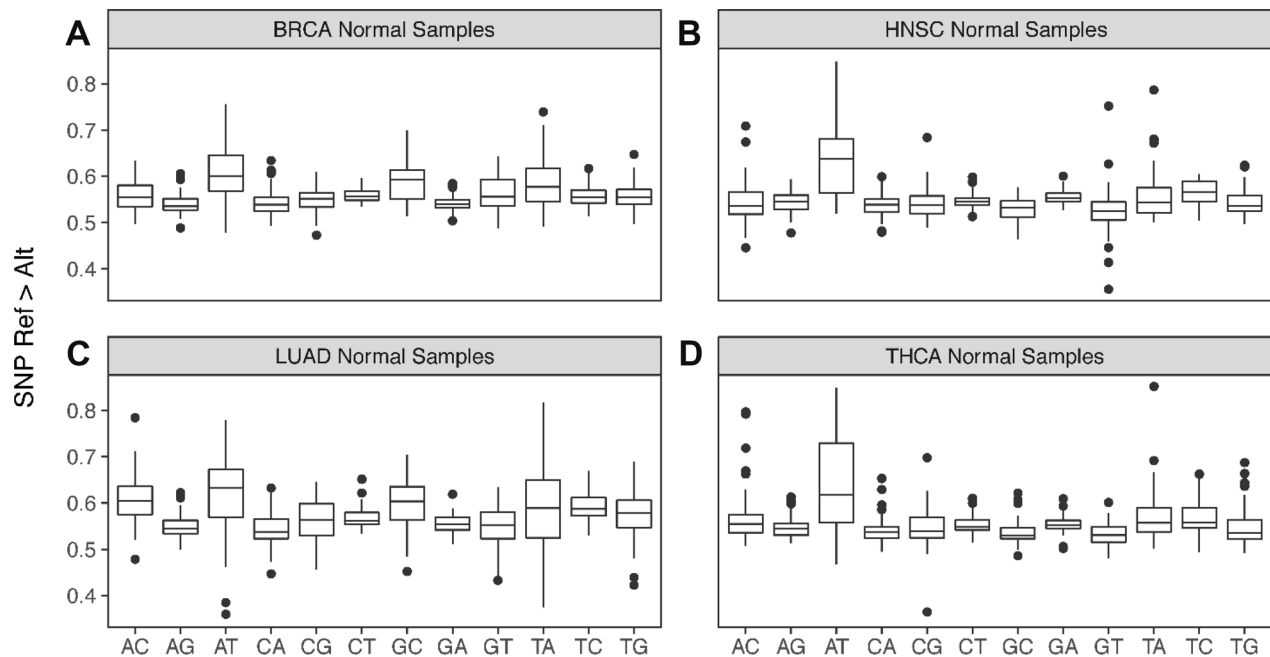 A BRCA Normal Samples B HNSC Normal Samples
0.8
0.7
0.6
0.5
0.4
SNP Ref > Alt
C LUAD Normal Samples D THCA Normal Samples
0.8
0.7
0.6
0.5
0.4
AC AG AT CA CG CT GC GA GT TA TC TG AC AG AT CA CG CT GC GA GT TA TC TG